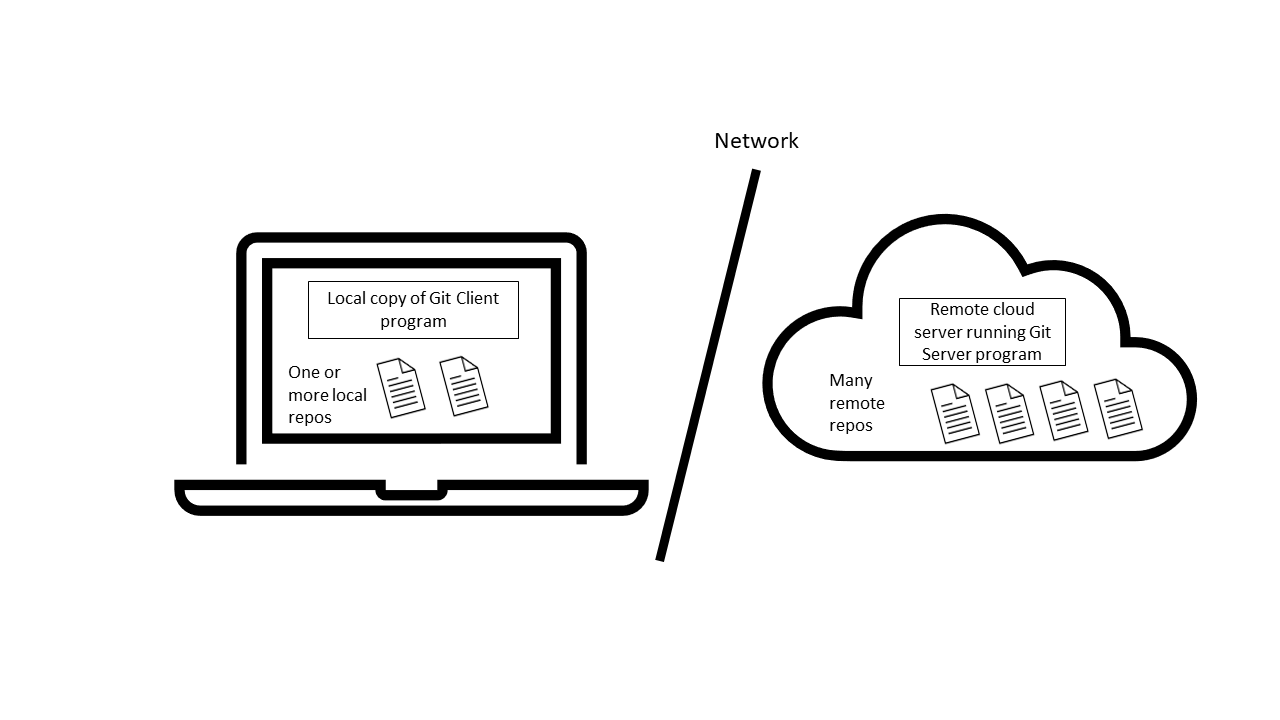 Network
Local copy of Git Client
program
One or
more local
repos
Remote cloud
server running Git
Server program
Many
remote
repos